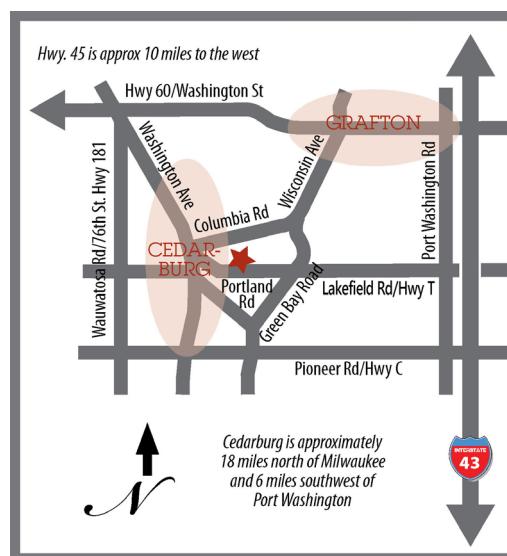 Hwy. 45 is approx 10 miles to the west
Hwy 60/Washington St
GRAFTON
Washington Ave
Wisconsin Ave
Port Washington Rd
Wauwatosa Rd/76th St. Hwy 181
Columbia Rd
CEDAR-
BURG
Portland
Rd
Green Bay Road
Lakefield Rd/Hwy T
Pioneer Rd/Hwy C
N
Cedarburg is approximately
18 miles north of Milwaukee
and 6 miles southwest of
Port Washington
INTERSTATE
43